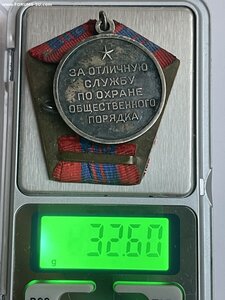 ЗА ОТЛИЧНУЮ
СЛУЖБУ
ПО ОХРАНЕ
ОБЩЕСТВЕННОГО
ПОРЯДКА
g 32.60